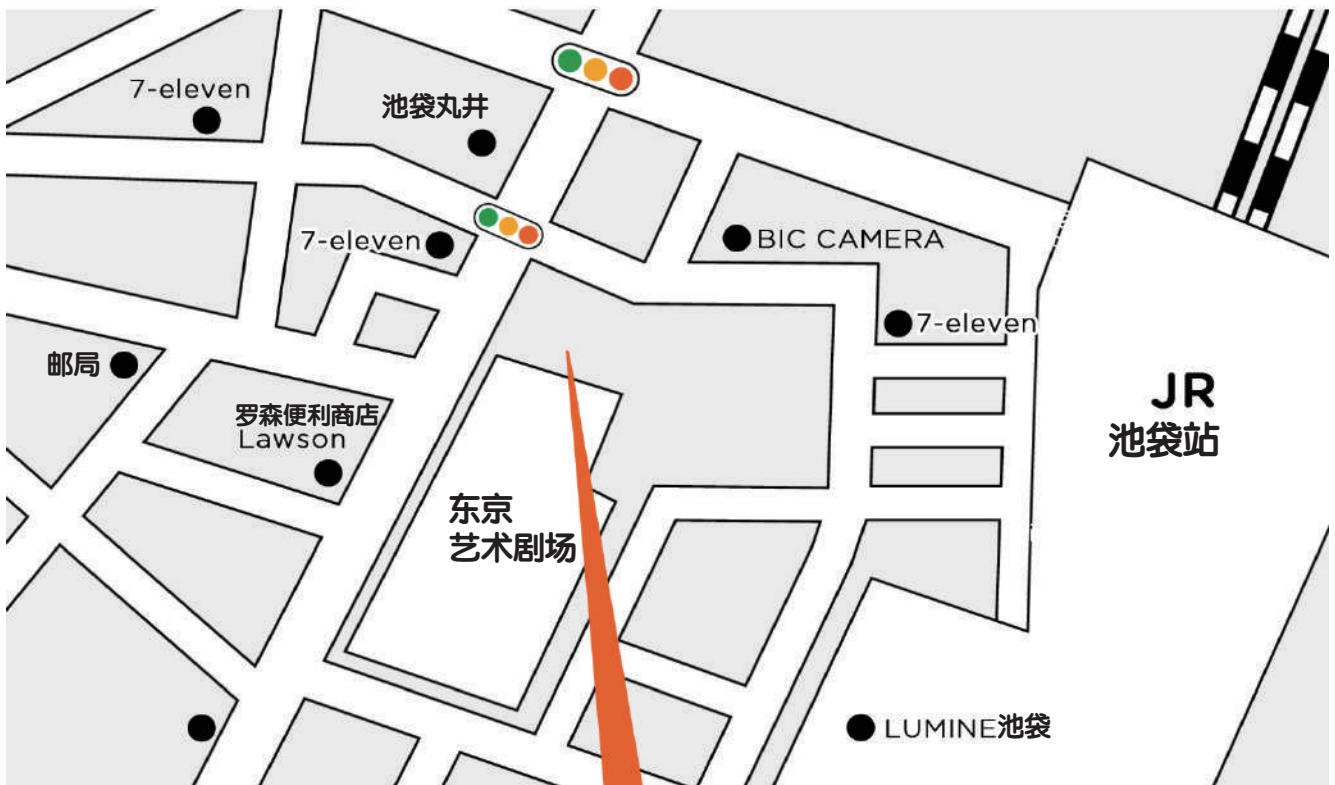 7-eleven
池袋丸井
7-eleven
BIC CAMERA
7-eleven
邮局
JR
池袋站
罗森便利商店
Lawson
东京
艺术剧场
LUMINE池袋